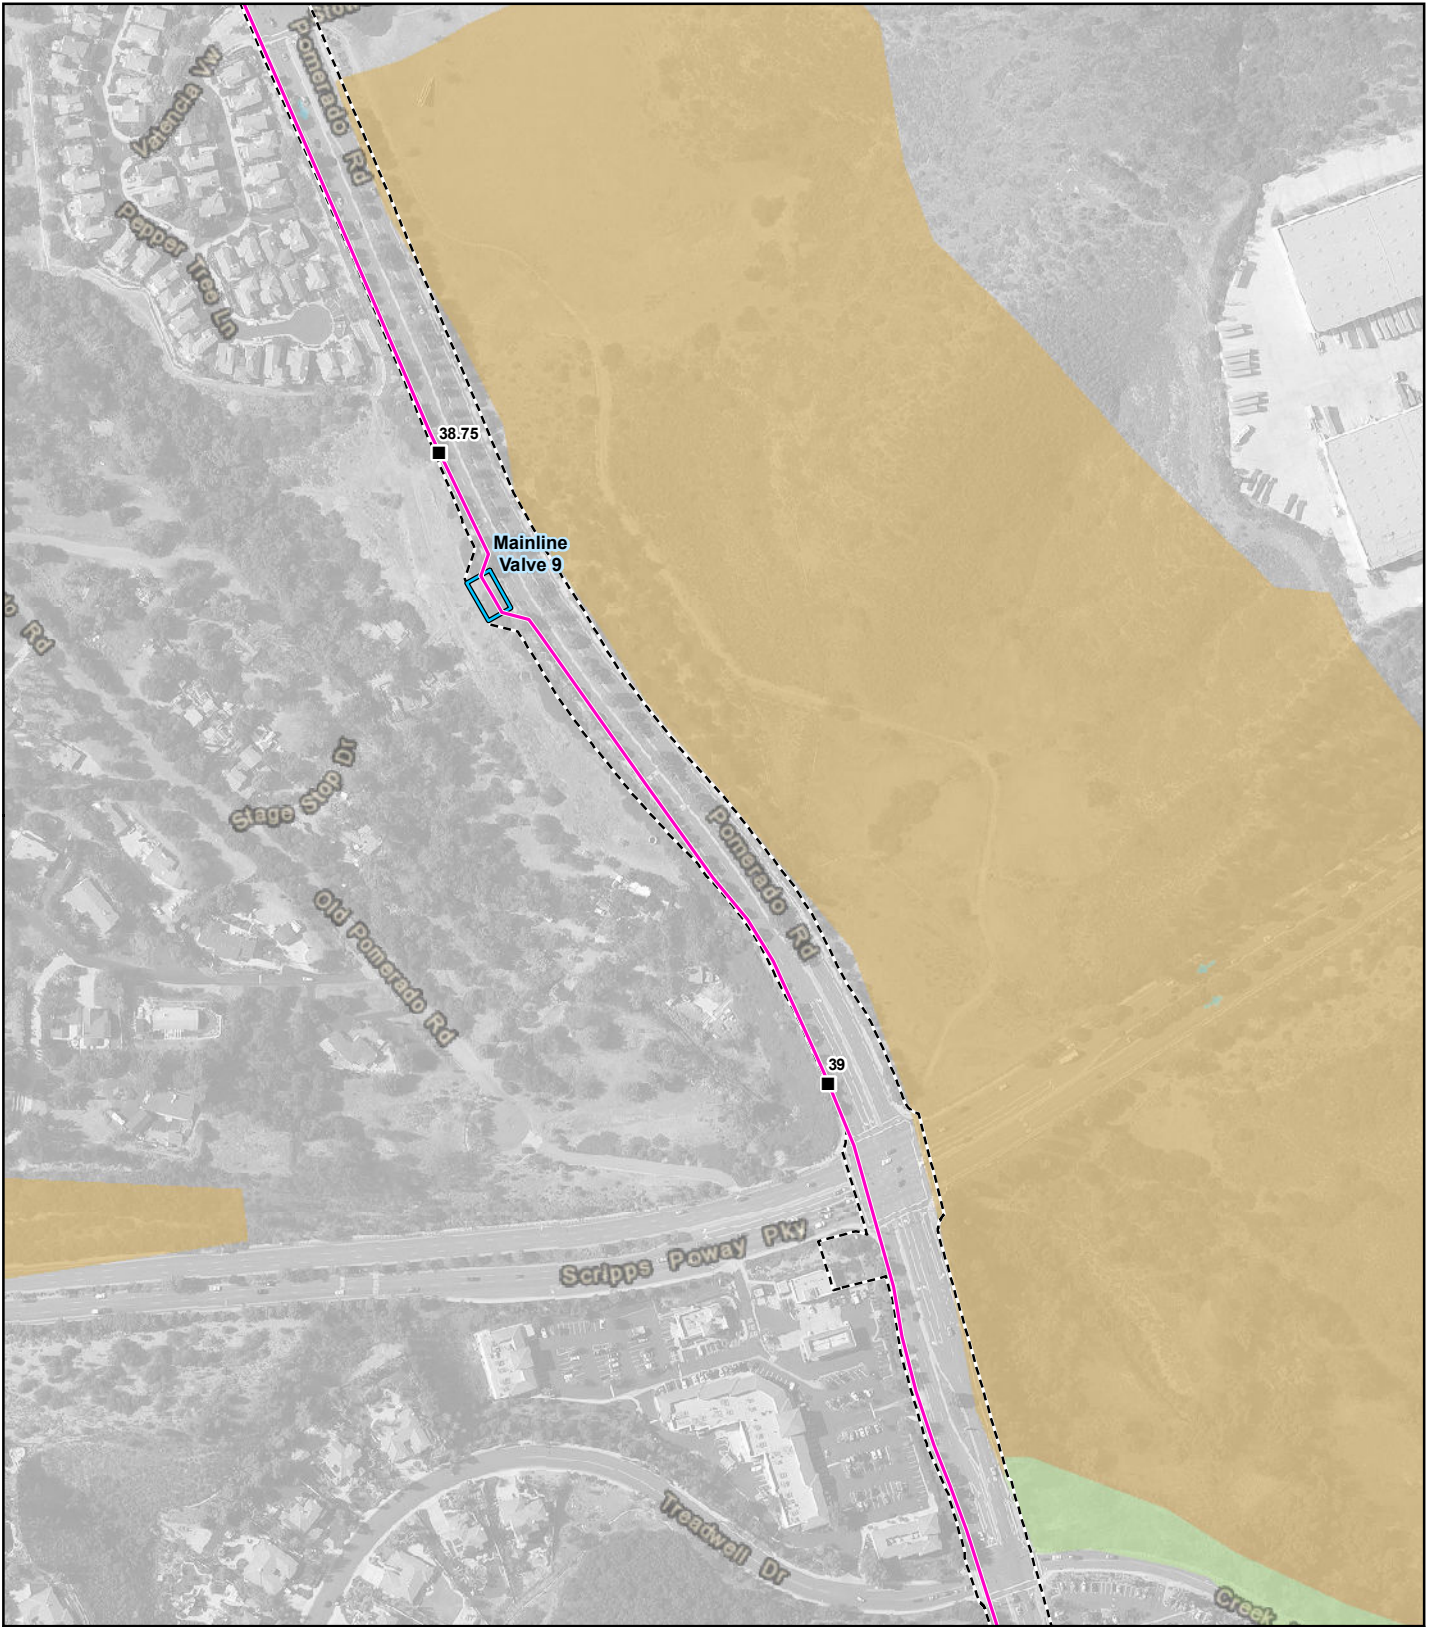 Pomerado Rd
Valencia Vw
Pepper Tree Ln
38.75
Mainline
Valve 9
Rd
Stage Stop Dr
Pomerado Rd
Old Pomerado Rd
39
Scripps Poway Pky
Treadwell Dr
Creek